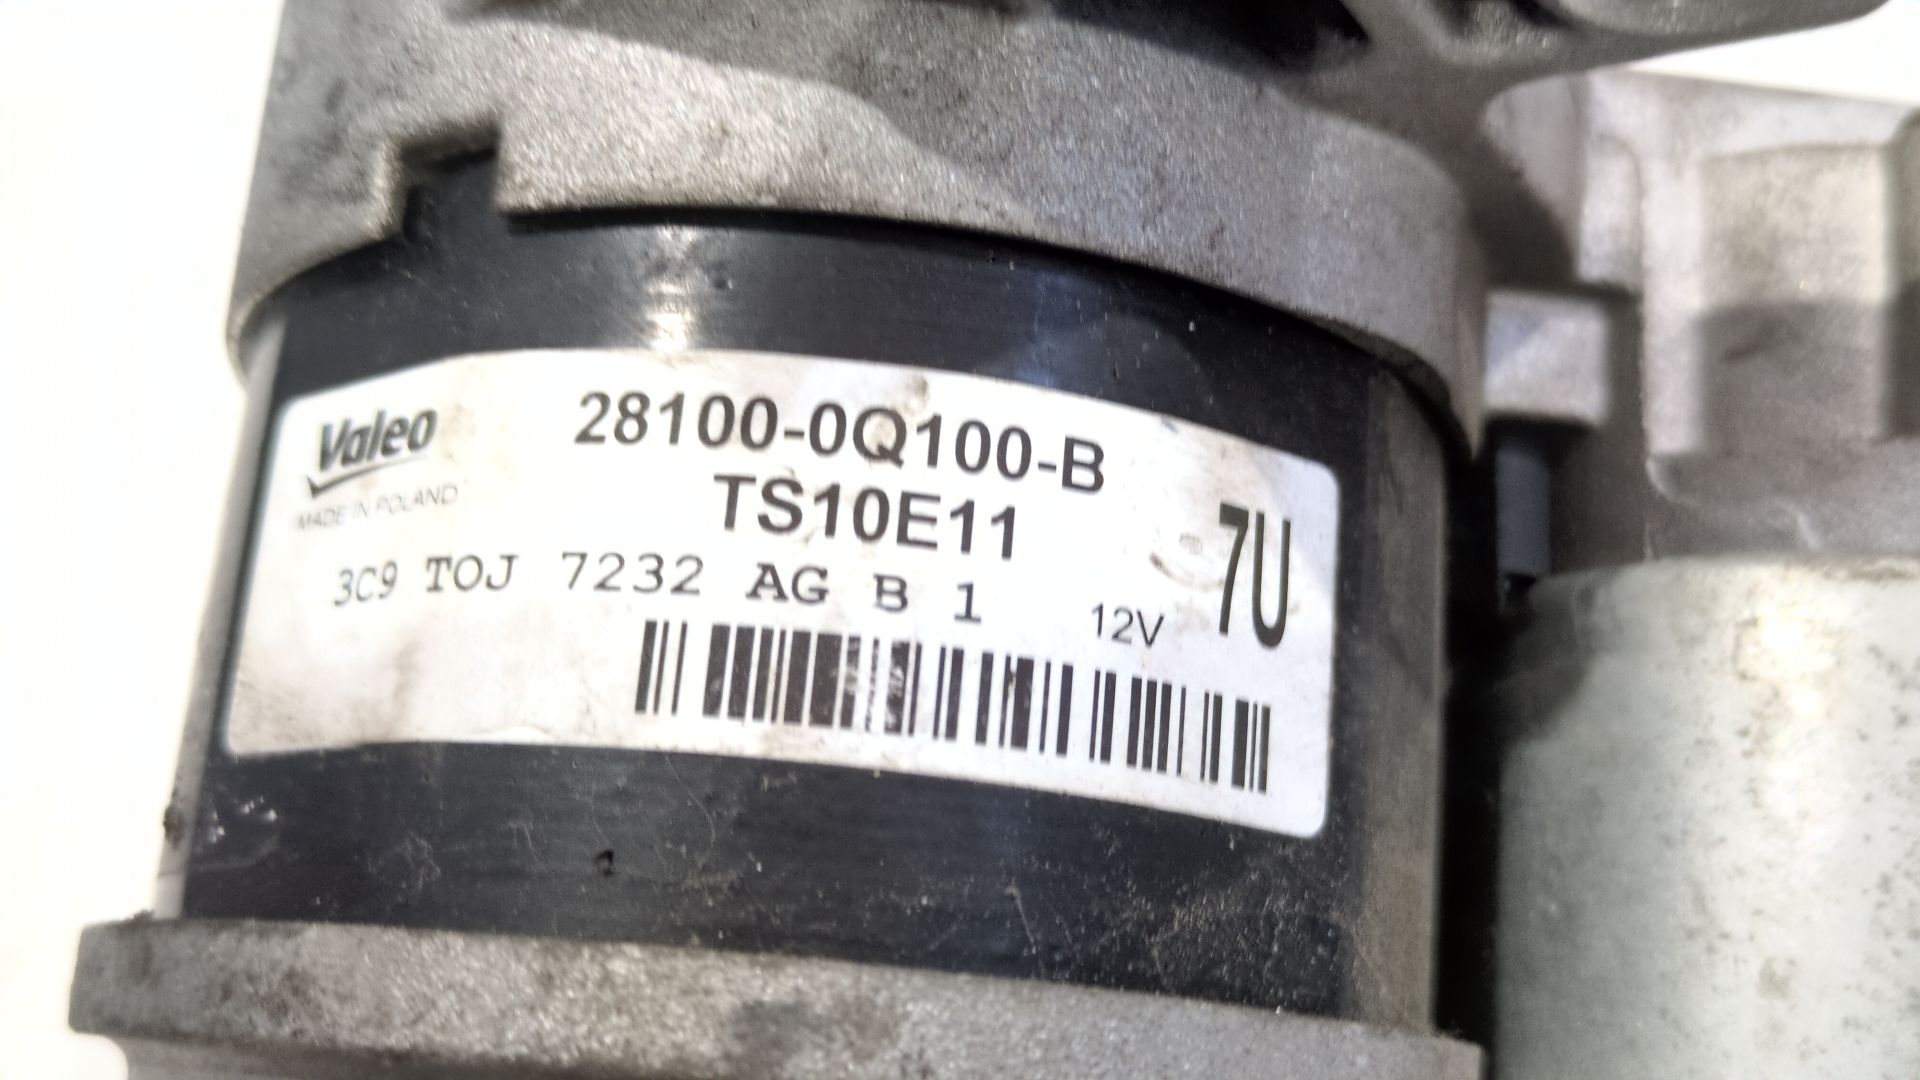 Valeo
MADE IN POLAND
28100-0Q100-B
TS10E11
3C9 TOJ 7232 AG B 1
12V
7U